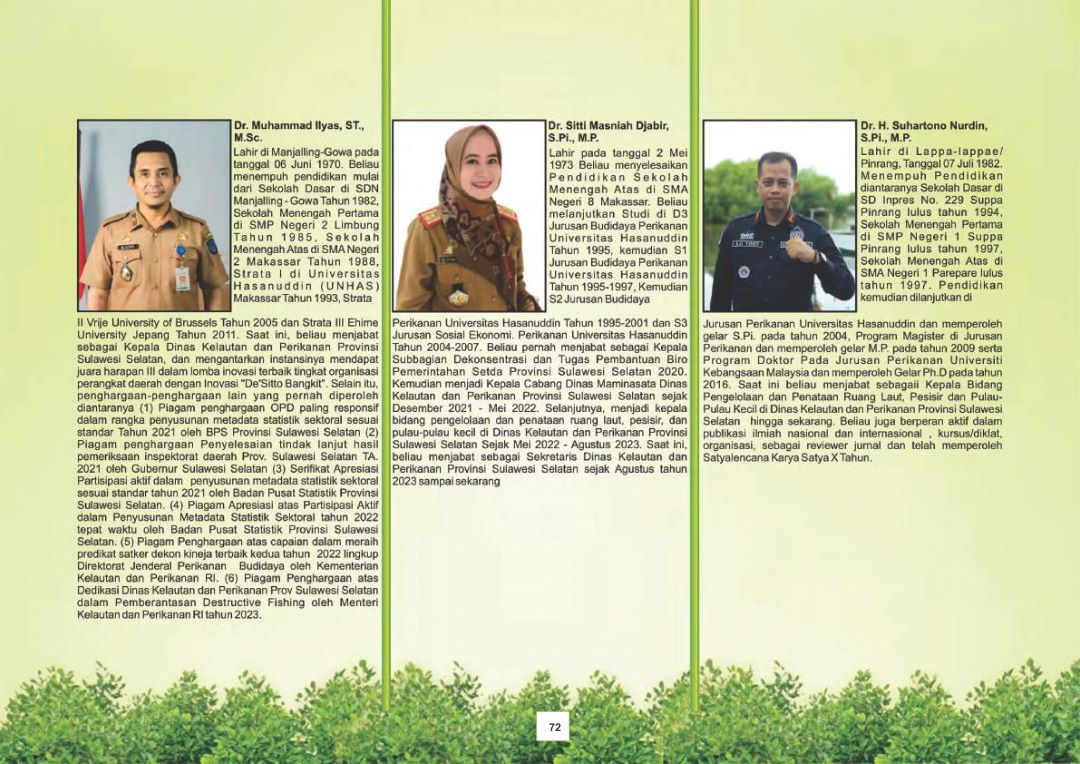 Dr. Muhammad Ilyas, ST.,
M.Sc.
Lahir di Manjalling-Gowa pada
tanggal 06 Juni 1970. Beliau
menempuh pendidikan mulai
dari Sekolah Dasar di SDN
Manjalling - Gowa Tahun 1982,
Sekolah Menengah Pertama
di SMP Negeri 2 Limbung
Tahun 1985, Sekolah
Menengah Atas di SMA Negeri
2 Makassar Tahun 1988,
Strata I di Universitas
Hasanuddin (UNHAS)
Makassar Tahun 1993, Strata
II Vrije University of Brussels Tahun 2005 dan Strata III Ehime
University Jepang Tahun 2011. Saat ini, beliau menjabat
sebagai Kepala Dinas Kelautan dan Perikanan Provinsi
Sulawesi Selatan, dan mengantarkan instansinya mendapat
juara harapan III dalam lomba inovasi terbaik tingkat organisasi
perangkat daerah dengan Inovasi "De'Sitto Bangkit". Selain itu,
penghargaan-penghargaan lain yang pernah diperoleh
diantaranya (1) Piagam penghargaan OPD paling responsif
dalam rangka penyusunan metadata statistik sektoral sesuai
standar Tahun 2021 oleh BPS Provinsi Sulawesi Selatan (2)
Piagam penghargaan Penyelesaian tindak lanjut hasil
pemeriksaan inspektorat daerah Prov. Sulawesi Selatan TA.
2021 oleh Gubernur Sulawesi Selatan (3) Serifikat Apresiasi
Partisipasi aktif dalam penyusunan metadata statistik sektoral
sesuai standar tahun 2021 oleh Badan Pusat Statistik Provinsi
Sulawesi Selatan. (4) Piagam Apresiasi atas Partisipasi Aktif
dalam Penyusunan Metadata Statistik Sektoral tahun 2022
tepat waktu oleh Badan Pusat Statistik Provinsi Sulawesi
Selatan. (5) Piagam Penghargaan atas capaian dalam meraih
predikat satker dekon kineja terbaik kedua tahun 2022 lingkup
Direktorat Jenderal Perikanan Budidaya oleh Kementerian
Kelautan dan Perikanan RI. (6) Piagam Penghargaan atas
Dedikasi Dinas Kelautan dan Perikanan Prov Sulawesi Selatan
dalam Pemberantasan Destructive Fishing oleh Menteri
Kelautan dan Perikanan RI tahun 2023.
Dr. Sitti Masniah Djabir,
S.Pi., M.P.
Lahir pada tanggal 2 Mei
1973 Beliau menyelesaikan
Pendidikan Sekolah
Menengah Atas di SMA
Negeri 8 Makassar. Beliau
melanjutkan Studi di D3
Jurusan Budidaya Perikanan
Universitas Hasanuddin
Tahun 1995, kemudian S1
Jurusan Budidaya Perikanan
Universitas Hasanuddin
Tahun 1995-1997, Kemudian
S2 Jurusan Budidaya
Perikanan Universitas Hasanuddin Tahun 1995-2001 dan S3
Jurusan Sosial Ekonomi. Perikanan Universitas Hasanuddin
Tahun 2004-2007. Beliau pernah menjabat sebagai Kepala
Subbagian Dekonsentrasi dan Tugas Pembantuan Biro
Pemerintahan Setda Provinsi Sulawesi Selatan 2020.
Kemudian menjadi Kepala Cabang Dinas Maminasata Dinas
Kelautan dan Perikanan Provinsi Sulawesi Selatan sejak
Desember 2021 - Mei 2022. Selanjutnya, menjadi kepala
bidang pengelolaan dan penataan ruang laut, pesisir, dan
pulau-pulau kecil di Dinas Kelautan dan Perikanan Provinsi
Sulawesi Selatan Sejak Mei 2022 - Agustus 2023. Saat ini,
beliau menjabat sebagai Sekretaris Dinas Kelautan dan
Perikanan Provinsi Sulawesi Selatan sejak Agustus tahun
2023 sampai sekarang
Dr. H. Suhartono Nurdin,
S.Pi., M.P.
Lahir di Lappa-lappae/
Pinrang, Tanggal 07 Juli 1982.
Menempuh Pendidikan
diantaranya Sekolah Dasar di
SD Inpres No. 229 Suppa
Pinrang lulus tahun 1994,
Sekolah Menengah Pertama
di SMP Negeri 1 Suppa
Pinrang lulus tahun 1997,
Sekolah Menengah Atas di
SMA Negeri 1 Parepare lulus
tahun 1997. Pendidikan
kemudian dilanjutkan di
Jurusan Perikanan Universitas Hasanuddin dan memperoleh
gelar S.Pi. pada tahun 2004, Program Magister di Jurusan
Perikanan dan memperoleh gelar M.P. pada tahun 2009 serta
Program Doktor Pada Jurusan Perikanan Universiti
Kebangsaan Malaysia dan memperoleh Gelar Ph.D pada tahun
2016. Saat ini beliau menjabat sebagaii Kepala Bidang
Pengelolaan dan Penataan Ruang Laut, Pesisir dan Pulau-
Pulau Kecil di Dinas Kelautan dan Perikanan Provinsi Sulawesi
Selatan hingga sekarang. Beliau juga berperan aktif dalam
publikasi ilmiah nasional dan internasional , kursus/diklat,
organisasi, sebagai reviewer jurnal dan telah memperoleh
Satyalencana Karya Satya X Tahun.
72